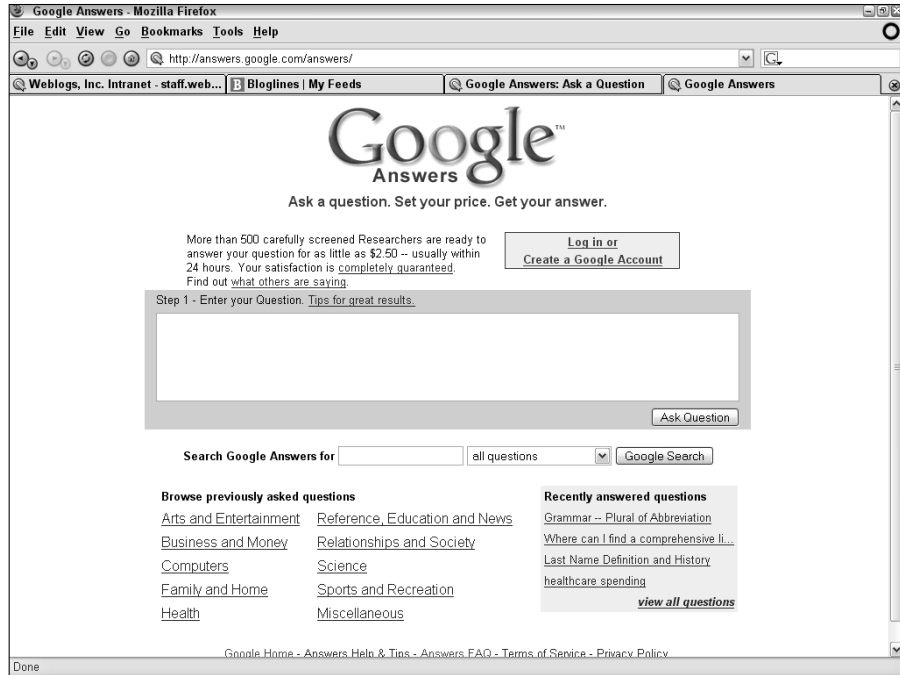 Google Answers - Mozilla Firefox
File Edit View Go Bookmarks Tools Help
http://answers.google.com/answers/
G
Weblogs, Inc. Intranet - staff.web... B Bloglines | My Feeds Google Answers: Ask a Question Google Answers
Google™
Answers
Ask a question. Set your price. Get your answer.
More than 500 carefully screened Researchers are ready to
answer your question for as little as $2.50 -- usually within
24 hours. Your satisfaction is completely guaranteed.
Find out what others are saying.
Log in or
Create a Google Account
Step 1 - Enter your Question. Tips for great results.
Ask Question
Search Google Answers for all questions Google Search
Browse previously asked questions
Arts and Entertainment Reference, Education and News
Business and Money Relationships and Society
Computers Science
Family and Home Sports and Recreation
Health Miscellaneous
Recently answered questions
Grammar -- Plural of Abbreviation
Where can I find a comprehensive li...
Last Name Definition and History
healthcare spending
view all questions
Google Home - Answers Help & Tips - Answers FAQ - Terms of Service - Privacy Policy
Done